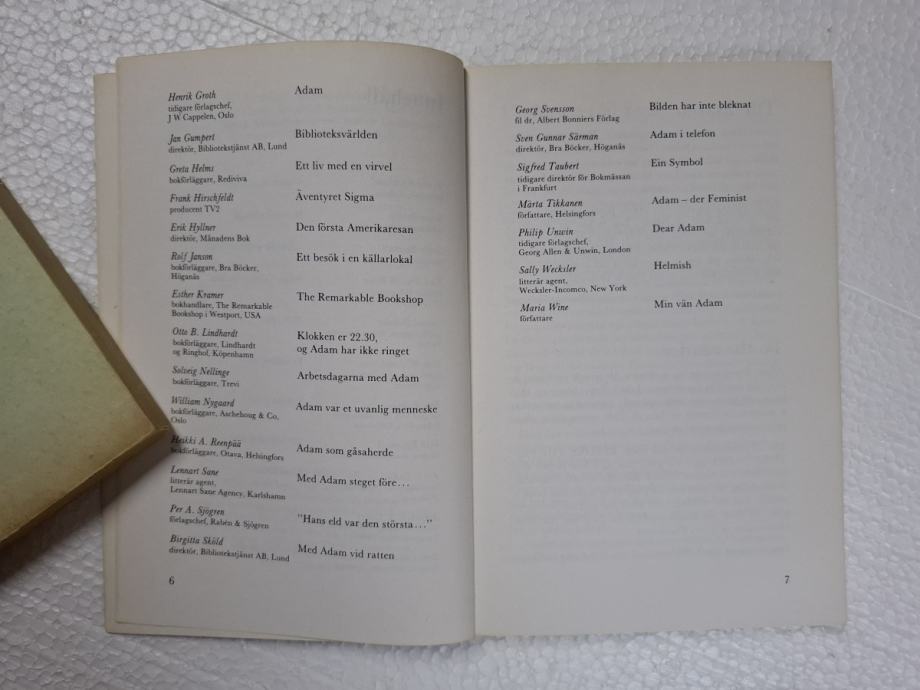 Henrik Groth
Adam
tidigare förlagschef,
J W Cappelen, Oslo
Jan Gumpert
Biblioteksvärlden
direktör, Bibliotekstjänst AB, Lund
Greta Helms
Ett liv med en virvel
bokförläggare, Rediviva
Frank Hirschfeldt
Äventyret Sigma
producent TV2
Erik Hyllner
Den första Amerikaresan
direktör, Månadens Bok
Rolf Janson
Ett besök i en källarlokal
bokförläggare, Bra Böcker,
Höganäs
Esther Kramer
The Remarkable Bookshop
bokhandlare, The Remarkable
Bookshop i Westport, USA
Otto B. Lindhardt
Klokken er 22.30,
bokförläggare, Lindhardt
og Adam har ikke ringet
og Ringhof, Köpenhamn
Solveig Nellinge
Arbetsdagarna med Adam
bokförläggare, Trevi
William Nygaard
Adam var et uvanlig menneske
bokförläggare, Aschehoug & Co,
Oslo
Heikki A. Reenpää
Adam som gåsaherde
bokförläggare, Otava, Helsingfors
Lennart Sane
Med Adam steget före...
litterär agent,
Lennart Sane Agency, Karlshamn
Per A. Sjögren
"Hans eld var den största..."
förlagschef, Rabén & Sjögren
Birgitta Sköld
Med Adam vid ratten
direktör, Bibliotekstjänst AB, Lund
6
Georg Svensson
Bilden har inte bleknat
fil dr, Albert Bonniers Förlag
Sven Gunnar Särman
Adam i telefon
direktör, Bra Böcker, Höganäs
Sigfred Taubert
Ein Symbol
tidigare direktör för Bokmässan
i Frankfurt
Märta Tikkanen
Adam – der Feminist
författare, Helsingfors
Philip Unwin
Dear Adam
tidigare förlagschef,
Georg Allen & Unwin, London
Sally Wecksler
Helmish
litterär agent,
Wecksler-Incomco, New York
Maria Wine
Min vän Adam
författare
7